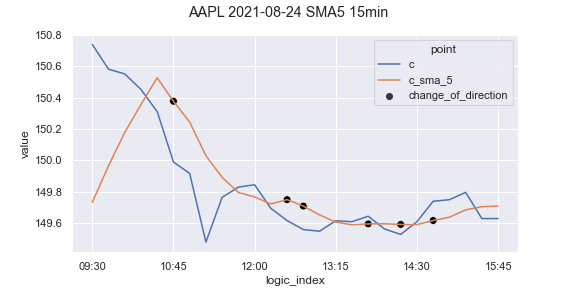 AAPL 2021-08-24 SMA5 15min
150.8
150.6
150.4
150.2
150.0
149.8
149.6
value
point
c
c_sma_5
change_of_direction
09:30 10:45 12:00 13:15 14:30 15:45
logic_index